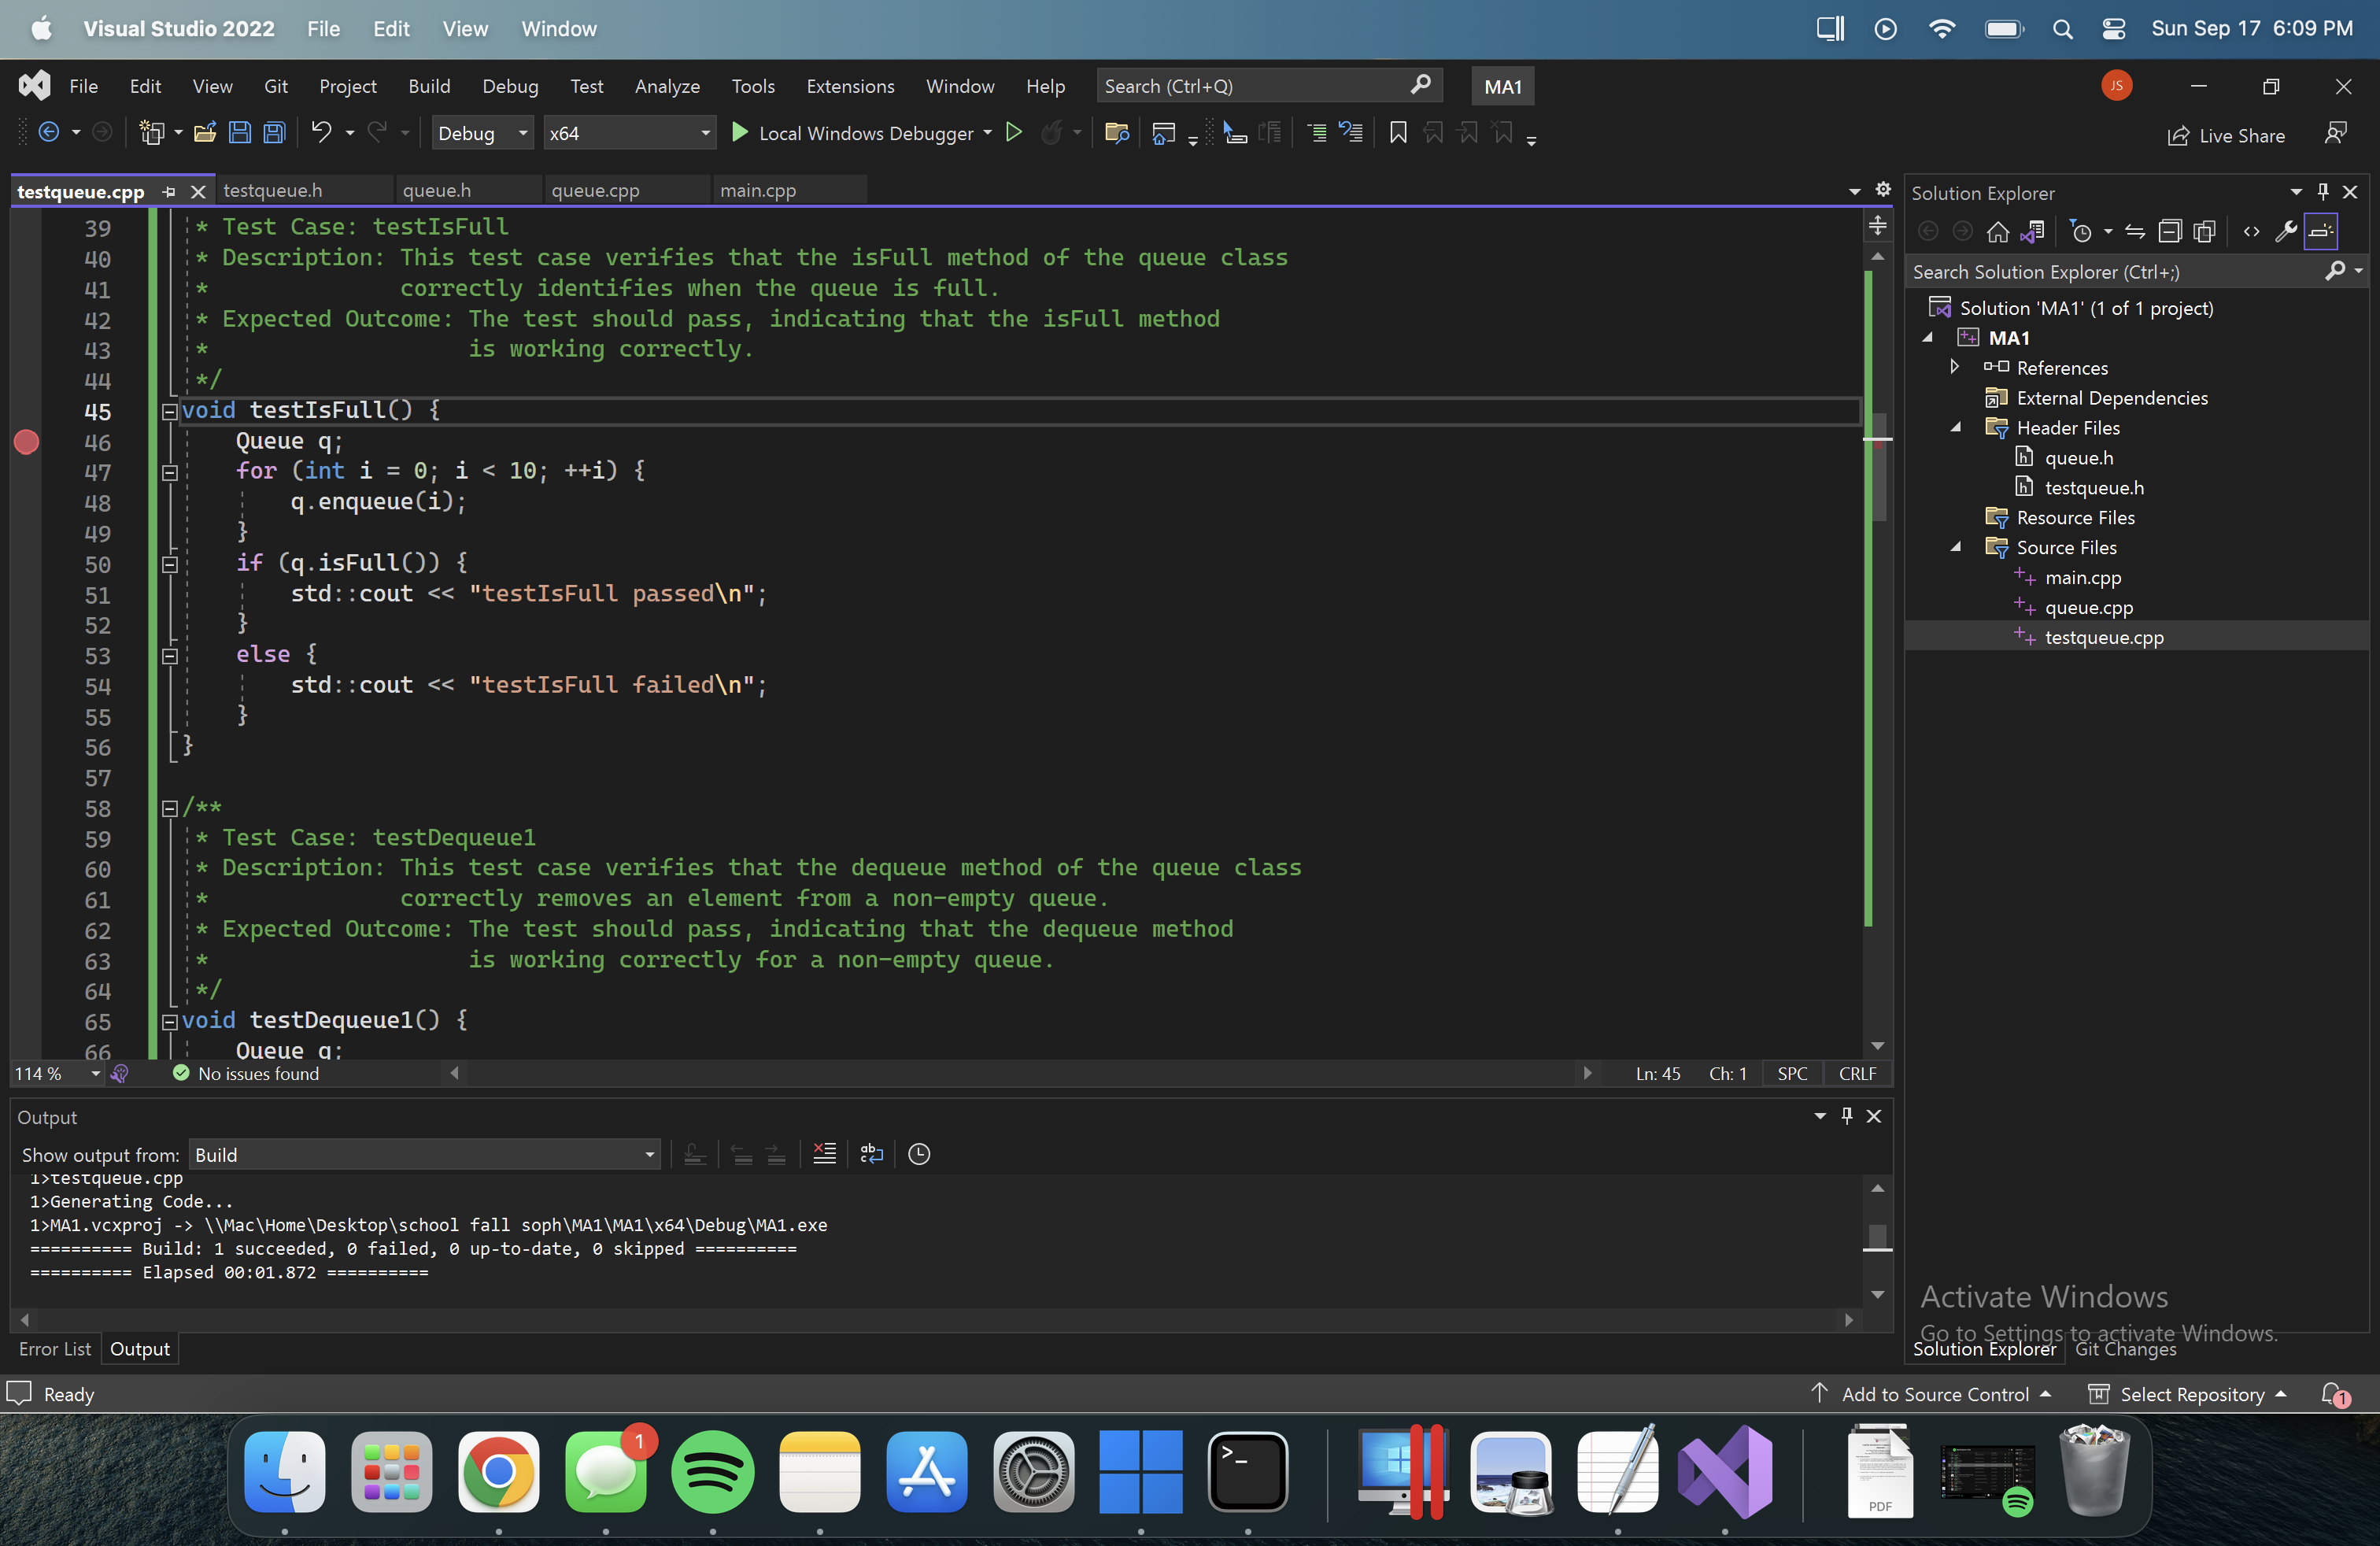 Visual Studio 2022 File Edit View Window Sun Sep 17 6:09 PM
File Edit View Git Project Build Debug Test Analyze Tools Extensions Window Help Search (Ctrl+Q) MA1 JS
Debug x64 Local Windows Debugger Live Share
testqueue.cpp testqueue.h queue.h queue.cpp main.cpp
39 * Test Case: testIsFull
40 * Description: This test case verifies that the isFull method of the queue class
41 * correctly identifies when the queue is full.
42 * Expected Outcome: The test should pass, indicating that the isFull method
43 * is working correctly.
44 */
45 void testIsFull() {
46 Queue q;
47 for (int i = 0; i < 10; ++i) {
48 q.enqueue(i);
49 }
50 if (q.isFull()) {
51 std::cout << "testIsFull passed\n";
52 }
53 else {
54 std::cout << "testIsFull failed\n";
55 }
56 }
57
58 /**
59 * Test Case: testDequeue1
60 * Description: This test case verifies that the dequeue method of the queue class
61 * correctly removes an element from a non-empty queue.
62 * Expected Outcome: The test should pass, indicating that the dequeue method
63 * is working correctly for a non-empty queue.
64 */
65 void testDequeue1() {
66 Queue q;
114 % No issues found Ln: 45 Ch: 1 SPC CRLF
Output
Show output from: Build
1>testqueue.cpp
1>Generating Code...
1>MA1.vcxproj -> \\Mac\Home\Desktop\school fall soph\MA1\MA1\x64\Debug\MA1.exe
========== Build: 1 succeeded, 0 failed, 0 up-to-date, 0 skipped ==========
========== Elapsed 00:01.872 ==========
Error List Output
Solution Explorer
Search Solution Explorer (Ctrl+;)
Solution 'MA1' (1 of 1 project)
MA1
References
External Dependencies
Header Files
queue.h
testqueue.h
Resource Files
Source Files
main.cpp
queue.cpp
testqueue.cpp
Activate Windows
Go to Settings to activate Windows.
Solution Explorer Git Changes
Ready Add to Source Control Select Repository 1
1
PDF